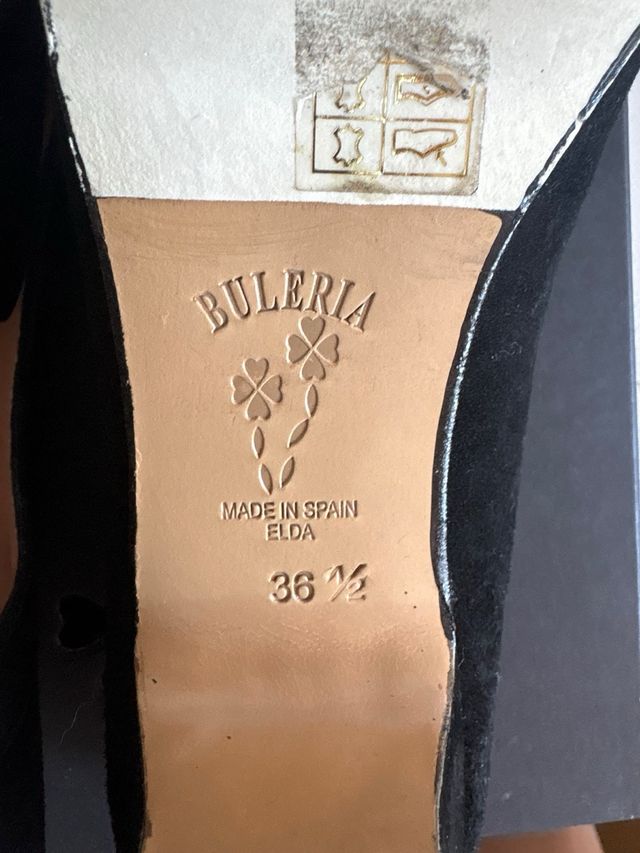 BULERIA
MADE IN SPAIN
ELDA
36 ½